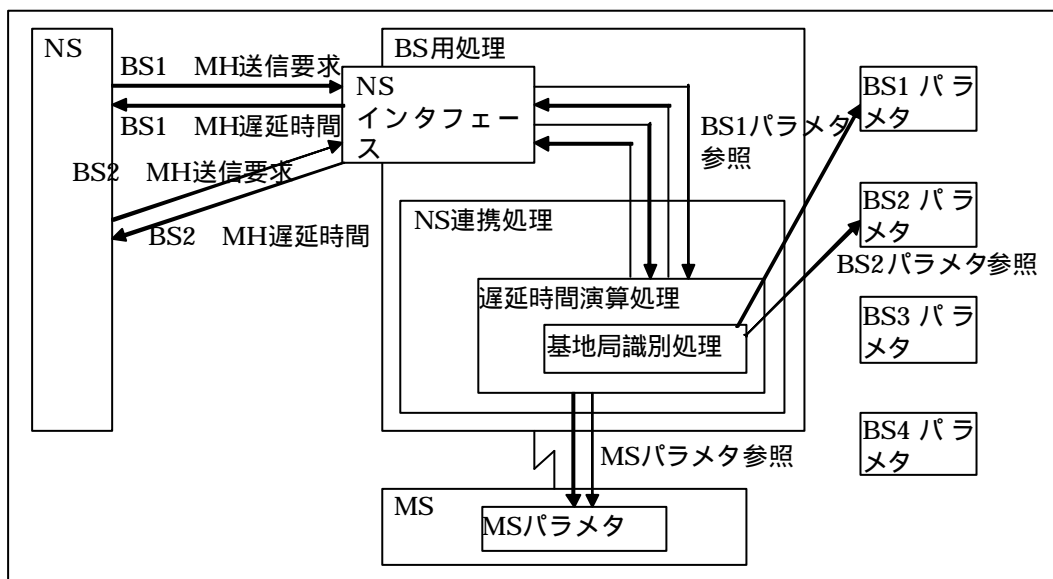 NS
BS用処理
BS1 MH送信要求
NS
インタフェー
ス
BS1 MH遅延時間
BS2 MH送信要求
BS2 MH遅延時間
BS1パラメタ
参照
BS1 パラ
メタ
BS2 パラ
メタ
BS2パラメタ参照
NS連携処理
遅延時間演算処理
基地局識別処理
BS3 パラ
メタ
BS4 パラ
メタ
MSパラメタ参照
MS
MSパラメタ